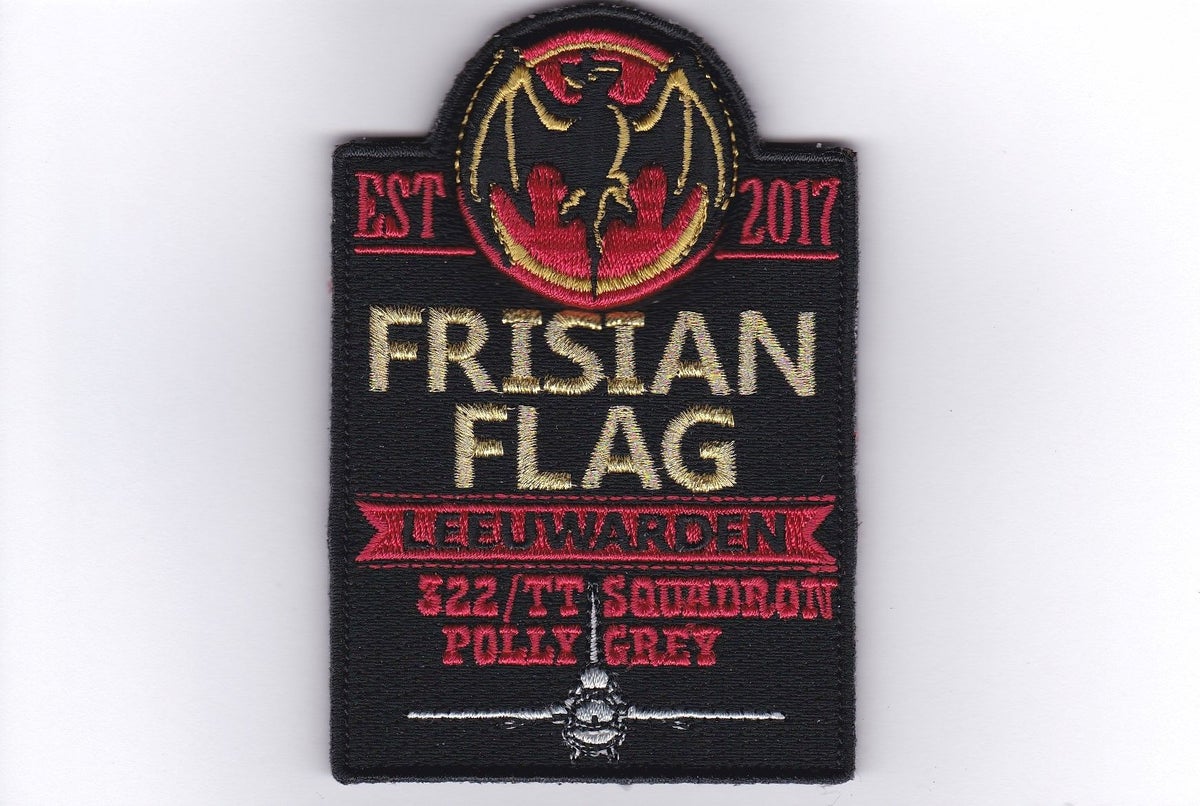 EST 2017
FRISIAN
FLAG
LEEUWARDEN
322/TT SQUADRON
POLLY GREY